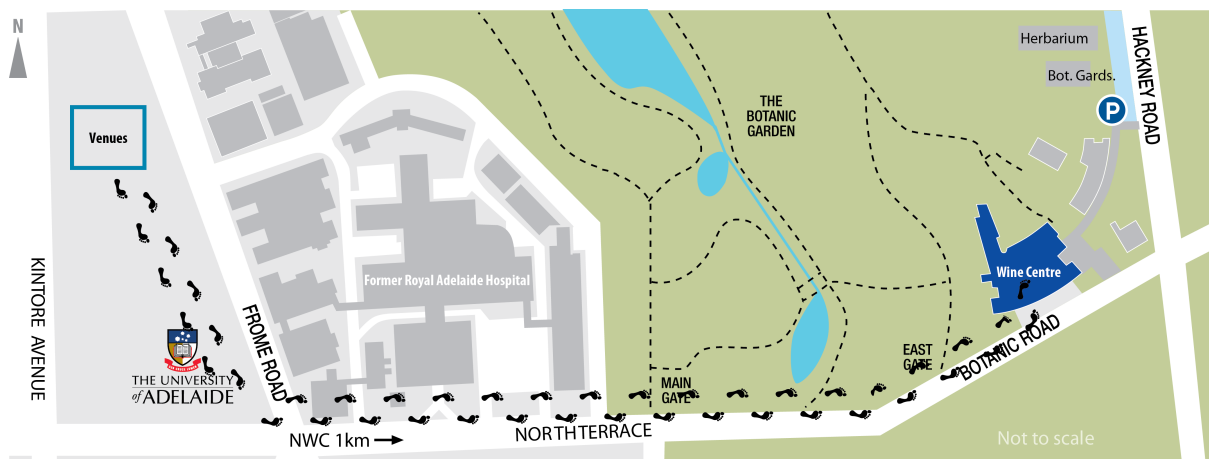 N
Herbarium
Bot. Gards.
P
HACKNEY ROAD
THE
BOTANIC
GARDEN
Venues
KINTORE AVENUE
FROME ROAD
Former Royal Adelaide Hospital
Wine Centre
THE UNIVERSITY
of ADELAIDE
MAIN
GATE
EAST
GATE
BOTANIC ROAD
NWC 1km
NORTH TERRACE
Not to scale